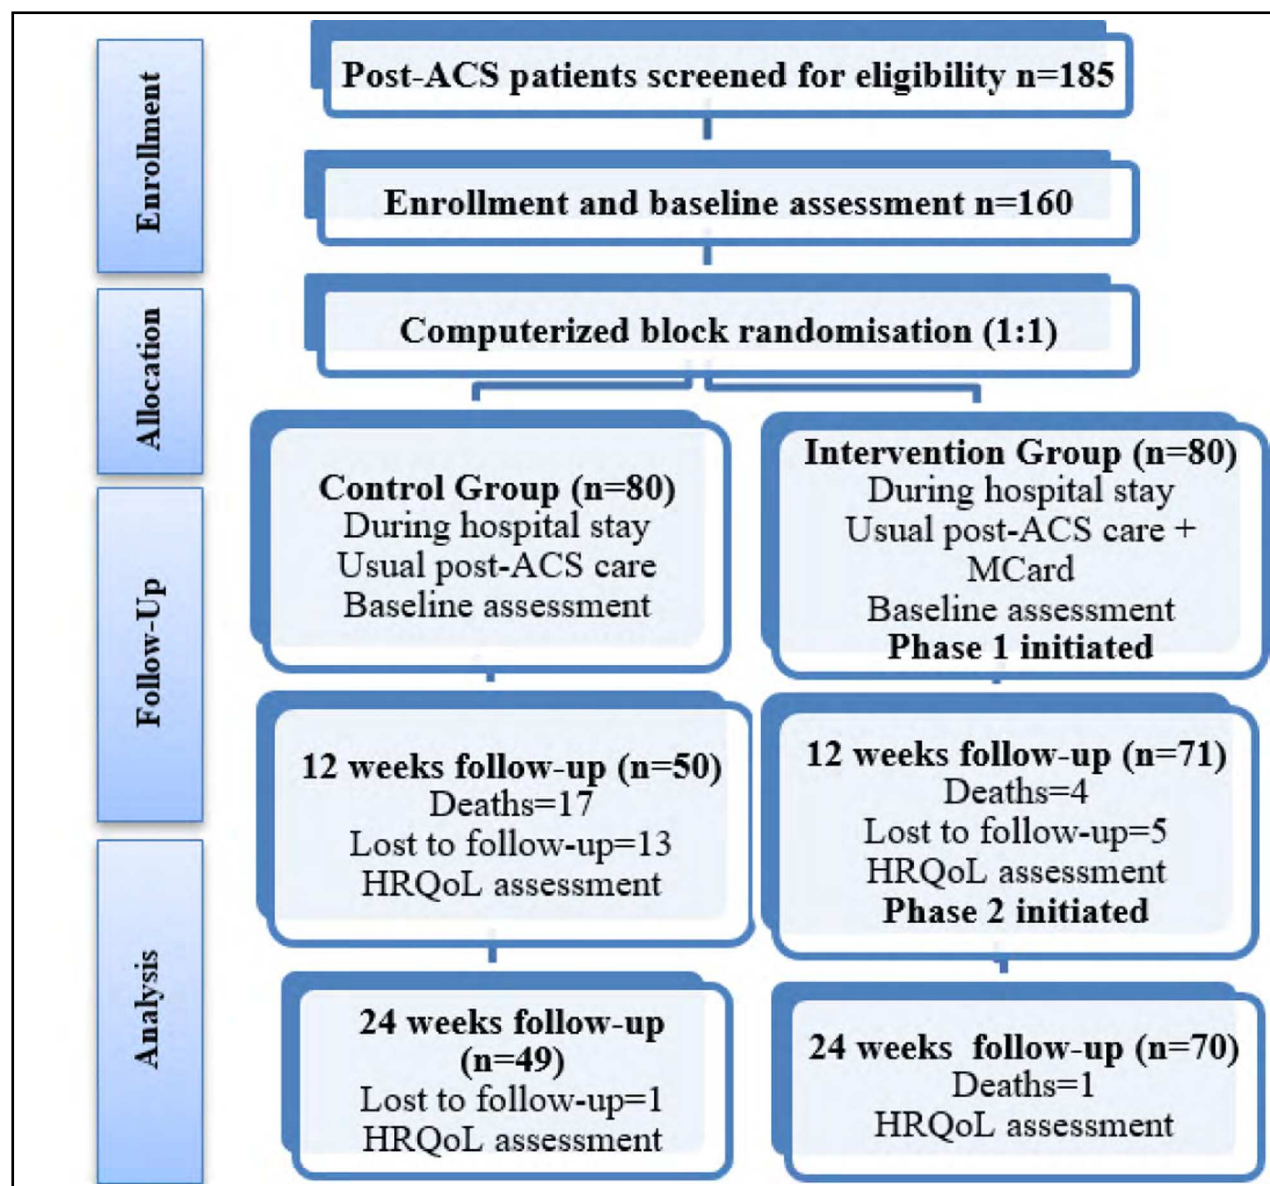 Enrollment
Post-ACS patients screened for eligibility n=185
Enrollment and baseline assessment n=160
Allocation
Computerized block randomisation (1:1)
Follow-Up
Control Group (n=80)
During hospital stay
Usual post-ACS care
Baseline assessment
Intervention Group (n=80)
During hospital stay
Usual post-ACS care +
MCard
Baseline assessment
Phase 1 initiated
12 weeks follow-up (n=50)
Deaths=17
Lost to follow-up=13
HRQoL assessment
12 weeks follow-up (n=71)
Deaths=4
Lost to follow-up=5
HRQoL assessment
Phase 2 initiated
Analysis
24 weeks follow-up
(n=49)
Lost to follow-up=1
HRQoL assessment
24 weeks follow-up (n=70)
Deaths=1
HRQoL assessment